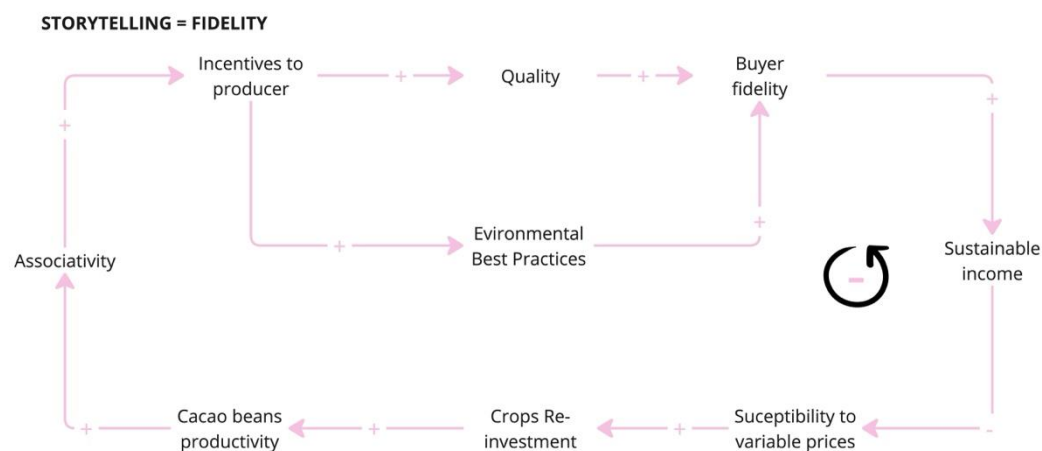 STORYTELLING = FIDELITY
Incentives to
producer
+
Quality
+
Buyer
fidelity
+
+
+
Evironmental
Best Practices
+
Associativity
-
Sustainable
income
Cacao beans
productivity
+
+
Crops Re-
investment
+
Suceptibility to
variable prices
-